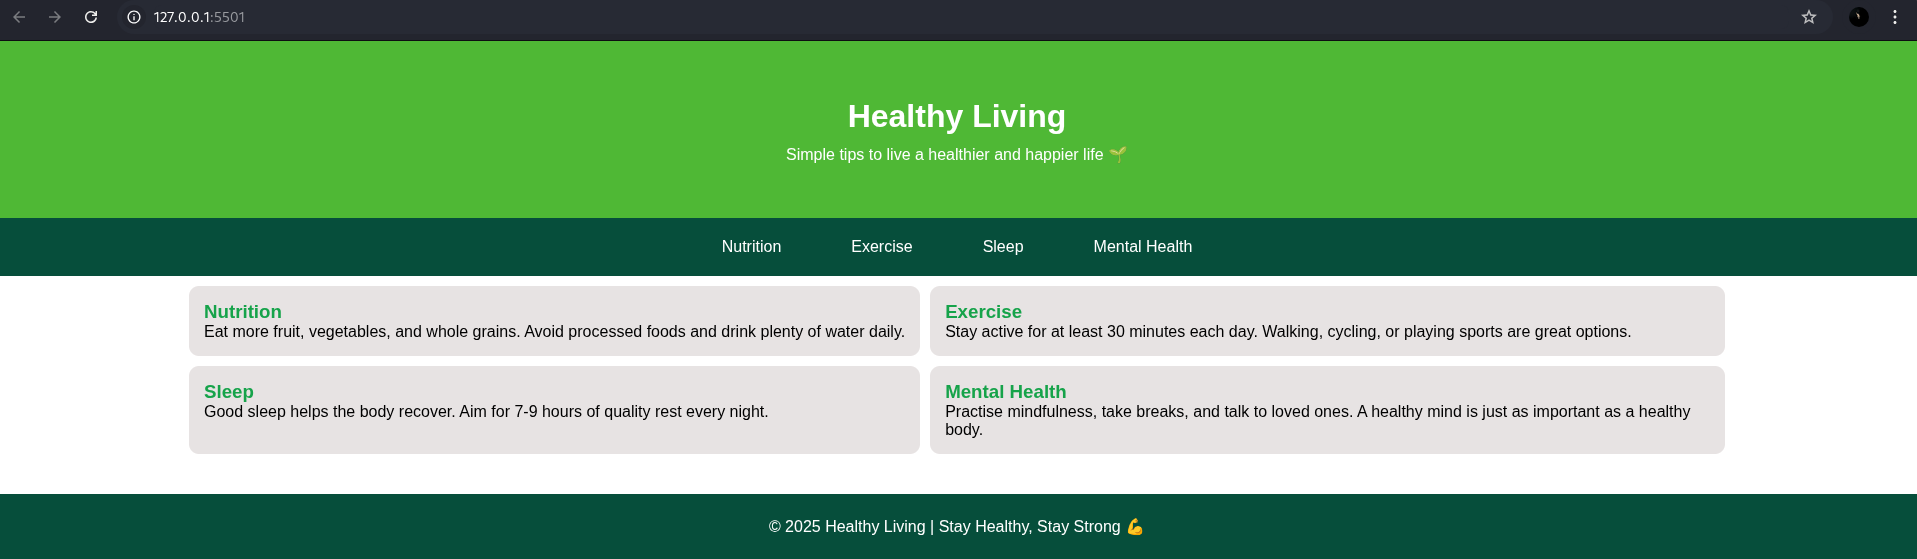 127.0.0.1:5501
Healthy Living
Simple tips to live a healthier and happier life 🌱
Nutrition Exercise Sleep Mental Health
Nutrition
Eat more fruit, vegetables, and whole grains. Avoid processed foods and drink plenty of water daily.
Exercise
Stay active for at least 30 minutes each day. Walking, cycling, or playing sports are great options.
Sleep
Good sleep helps the body recover. Aim for 7-9 hours of quality rest every night.
Mental Health
Practise mindfulness, take breaks, and talk to loved ones. A healthy mind is just as important as a healthy
body.
© 2025 Healthy Living | Stay Healthy, Stay Strong 💪